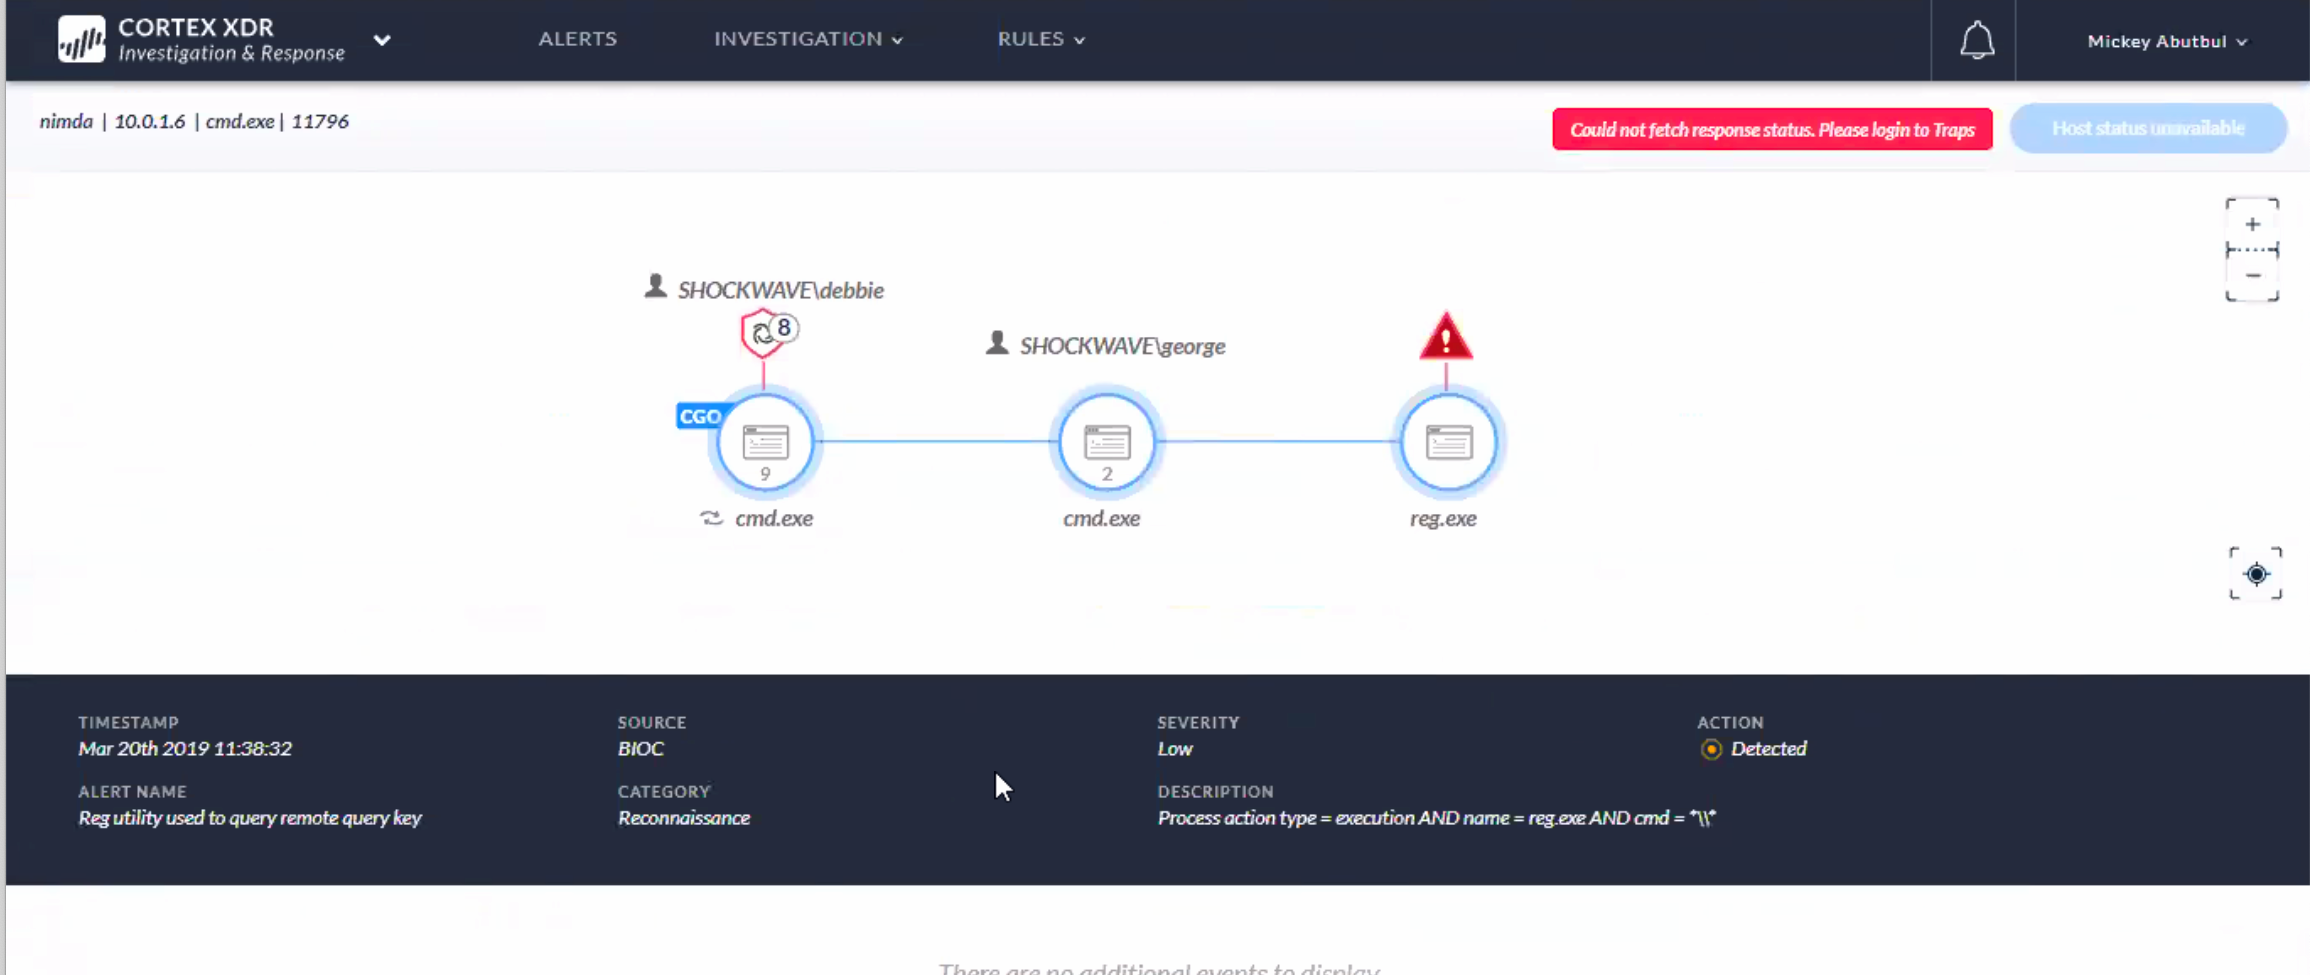 CORTEX XDR
Investigation & Response
ALERTS
INVESTIGATION
RULES
Mickey Abutbul
nimda | 10.0.1.6 | cmd.exe | 11796
Could not fetch response status. Please login to Traps
Host status unavailable
SHOCKWAVE\debbie
8
SHOCKWAVE\george
CGO
9
2
cmd.exe
cmd.exe
reg.exe
TIMESTAMP
SOURCE
SEVERITY
ACTION
Mar 20th 2019 11:38:32
BIOC
Low
Detected
ALERT NAME
CATEGORY
DESCRIPTION
Reg utility used to query remote query key
Reconnaissance
Process action type = execution AND name = reg.exe AND cmd = *\\*
There are no additional events to display